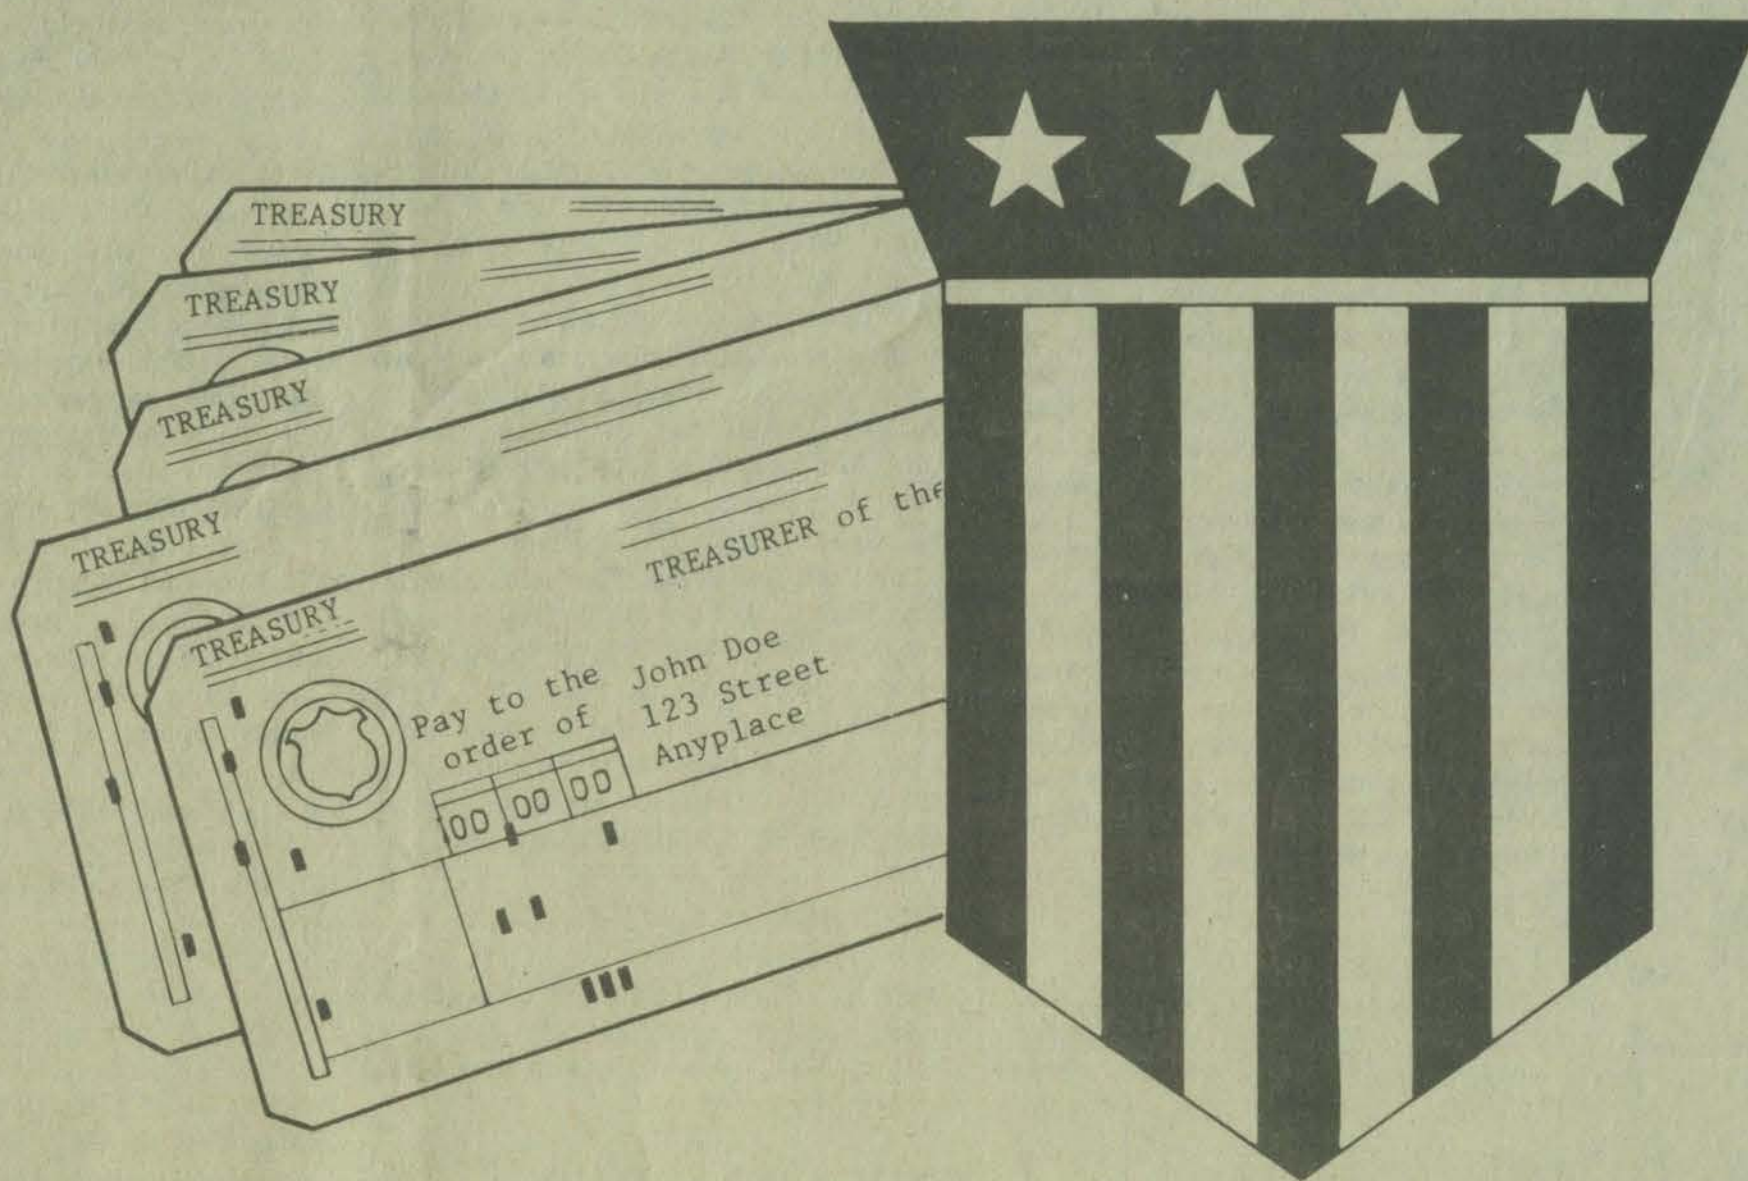 TREASURY
TREASURY
TREASURY
TREASURY
TREASURER of the
TREASURY
Pay to the
order of
John Doe
123 Street
Anyplace
00 00 00